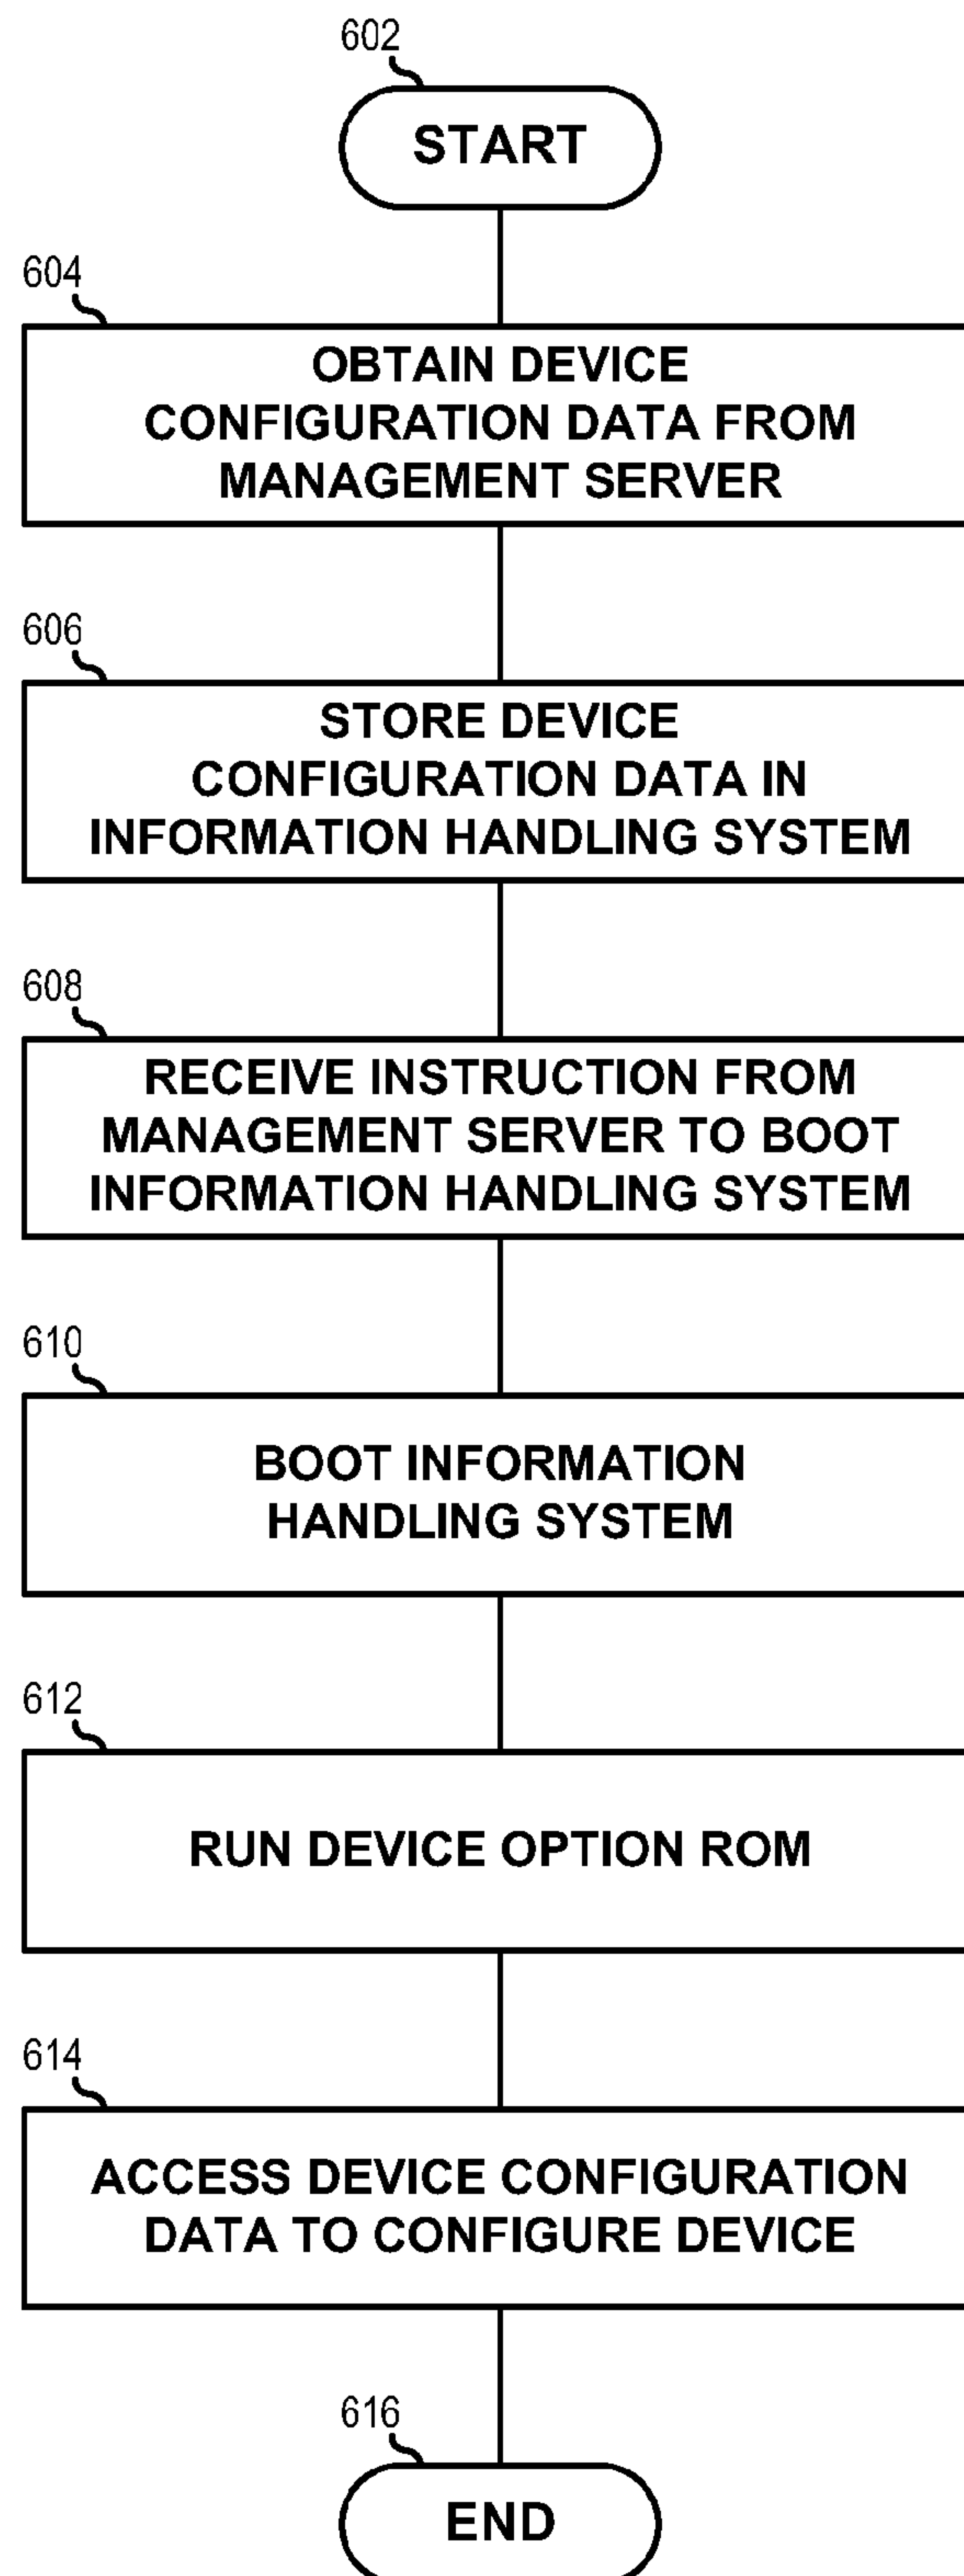 602
START
604
OBTAIN DEVICE
CONFIGURATION DATA FROM
MANAGEMENT SERVER
606
STORE DEVICE
CONFIGURATION DATA IN
INFORMATION HANDLING SYSTEM
608
RECEIVE INSTRUCTION FROM
MANAGEMENT SERVER TO BOOT
INFORMATION HANDLING SYSTEM
610
BOOT INFORMATION
HANDLING SYSTEM
612
RUN DEVICE OPTION ROM
614
ACCESS DEVICE CONFIGURATION
DATA TO CONFIGURE DEVICE
616
END